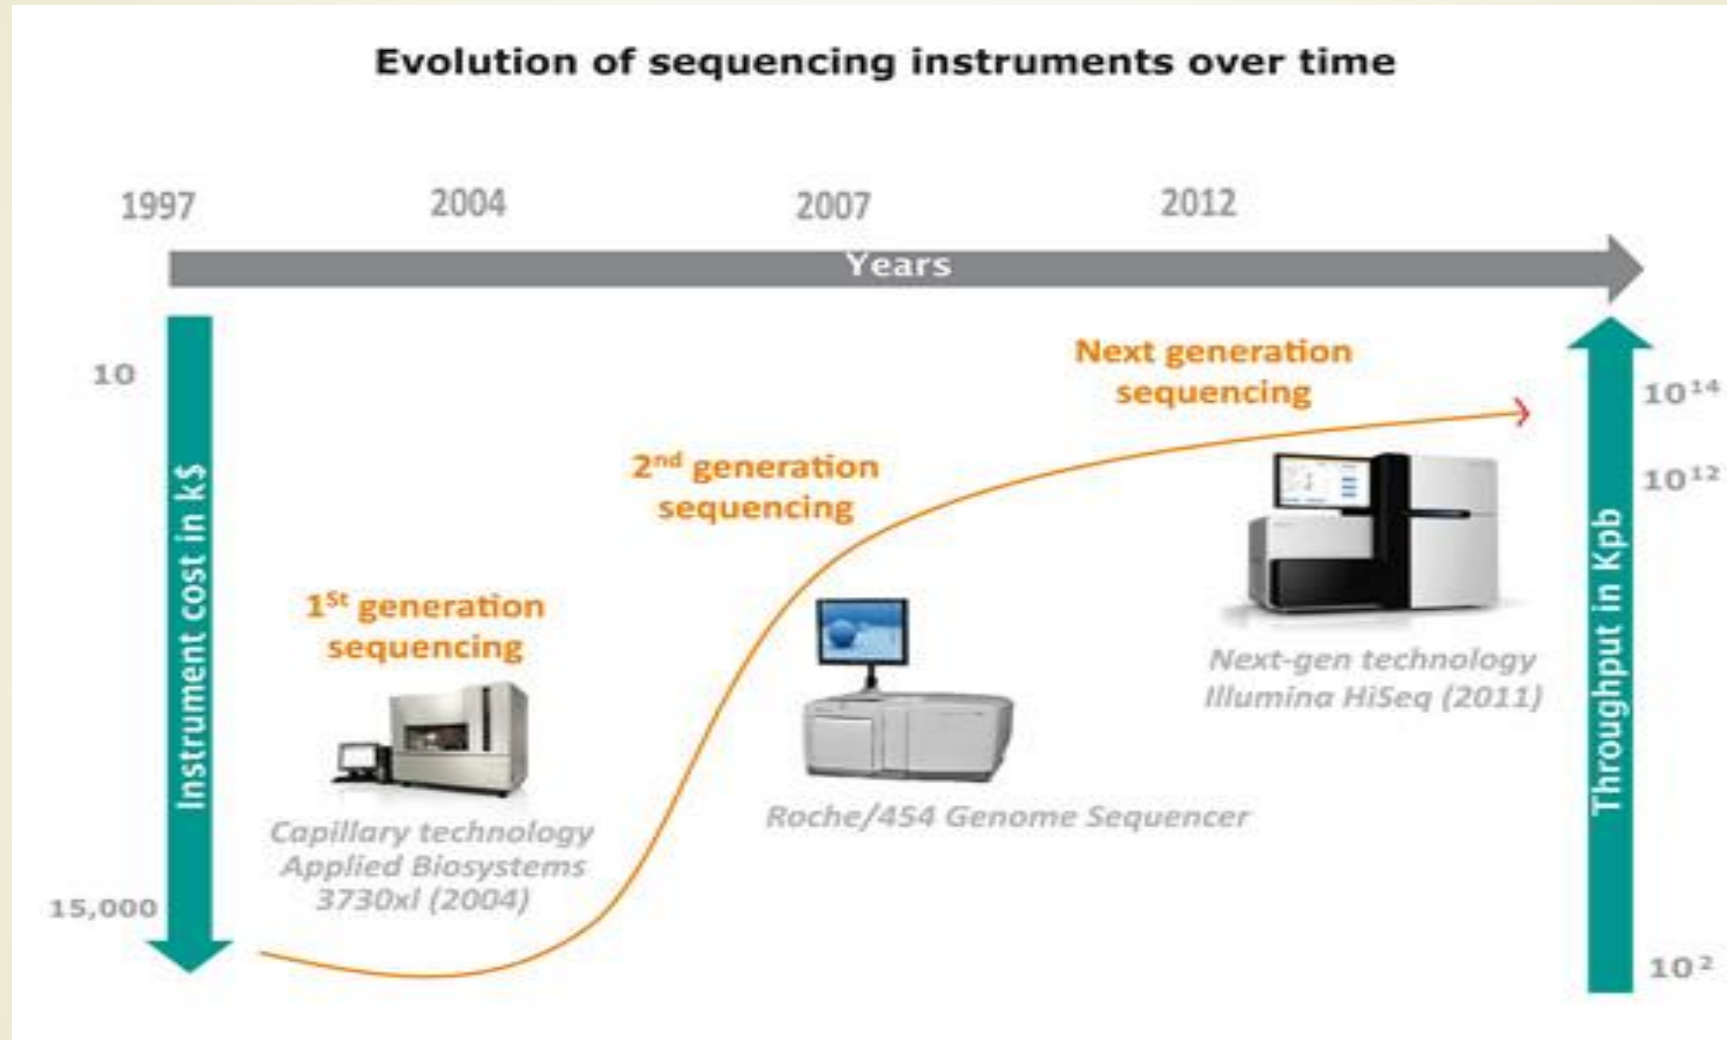 Evolution of sequencing instruments over time
1997
2004
2007
2012
Years
10
15,000
Instrument cost in k$
1St generation
sequencing
Capillary technology
Applied Biosystems
3730xl (2004)
2nd generation
sequencing
Roche/454 Genome Sequencer
Next generation
sequencing
Next-gen technology
Illumina HiSeq (2011)
Throughput in Kpb
10¹⁴
10¹²
10²